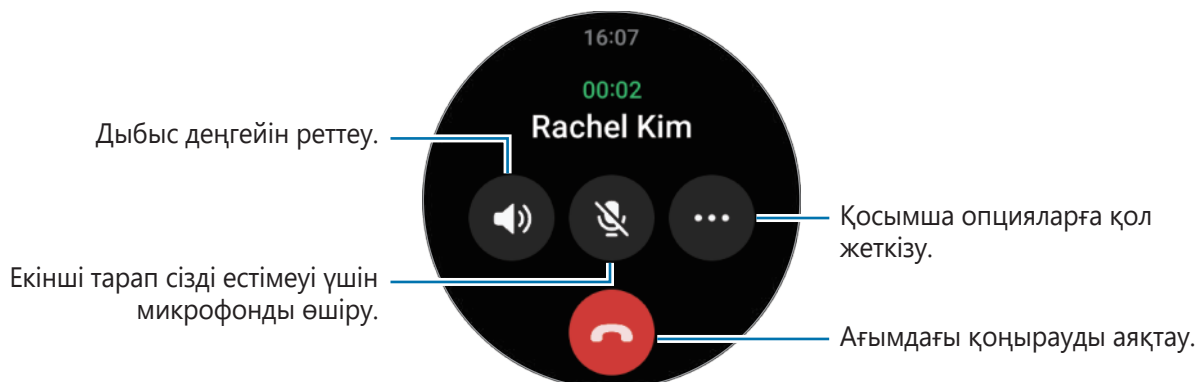 16:07
00:02
Rachel Kim
Дыбыс деңгейін реттеу.
Қосымша опцияларға қол
жеткізу.
Екінші тарап сізді естімеуі үшін
микрофонды өшіру.
Ағымдағы қоңырауды аяқтау.